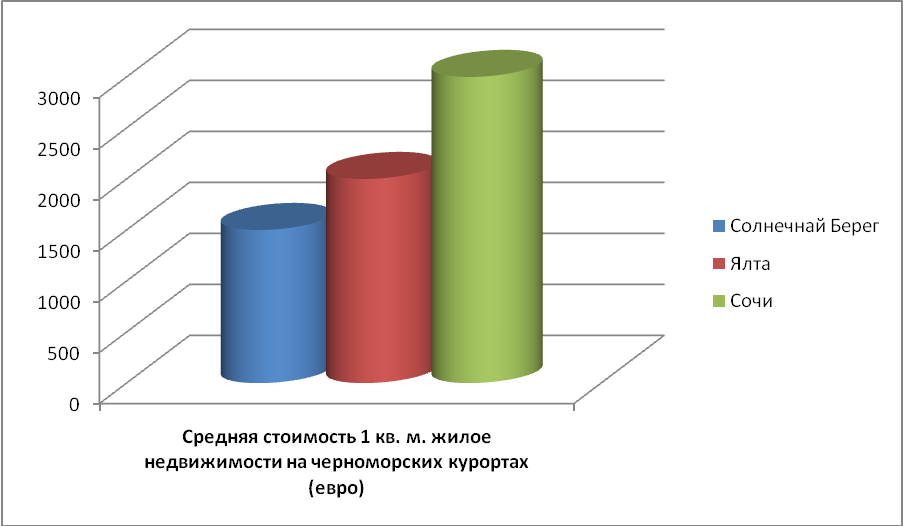 3000
2500
2000
1500
1000
500
0
Солнечнай Берег
Ялта
Сочи
Средняя стоимость 1 кв. м. жилое
недвижимости на черноморских курортах
(евро)